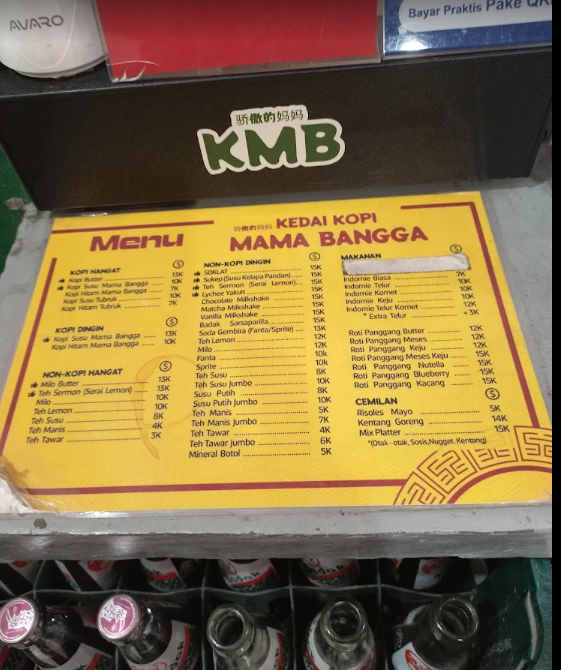 AVARO
Bayar Praktis Pake QRI
骄傲的妈妈
KMB
Menu
骄傲的妈妈 KEDAI KOPI
MAMA BANGGA
KOPI HANGAT
Kopi Butter 13K
Kopi Susu Mama Bangga 10K
Kopi Hitam Mama Bangga 7K
Kopi Susu Tubruk 10K
Kopi Hitam Tubruk 7K
KOPI DINGIN
Kopi Susu Mama Bangga 13K
Kopi Hitam Mama Bangga 10K
NON-KOPI HANGAT
Milo Butter 13K
Teh Sermon (Serai Lemon) 13K
Milo 10K
Teh Lemon 10K
Teh Susu 8K
Teh Manis 4K
Teh Tawar 3K
NON-KOPI DINGIN
SOKLAT 15K
Sukep (Susu Kelapa Pandan) 15K
Teh Sermon (Serai Lemon) 15K
Lychee Yakult 15K
Chocolate Milkshake 15K
Matcha Milkshake 15K
Vanilla Milkshake 15K
Badak Sarsaparilla 15K
Soda Gembira (Fanta/Sprite) 13K
Teh Lemon 12K
Milo 12K
Fanta 10k
Sprite 10k
Teh Susu 8K
Teh Susu Jumbo 10K
Susu Putih 8K
Susu Putih Jumbo 10K
Teh Manis 5K
Teh Manis Jumbo 7K
Teh Tawar 4K
Teh Tawar Jumbo 6K
Mineral Botol 5K
MAKANAN
Indomie Biasa 7K
Indomie Telur 10K
Indomie Kornet 10K
Indomie Keju 10K
Indomie Telur Kornet 12K
* Extra Telur + 3K
Roti Panggang Butter 12K
Roti Panggang Meses 12K
Roti Panggang Keju 12K
Roti Panggang Meses Keju 15K
Roti Panggang Nutella 15K
Roti Panggang Blueberry 15K
Roti Panggang Kacang 15K
CEMILAN
Risoles Mayo 5K
Kentang Goreng 14K
Mix Platter 15K
*(Otak - otak, Sosis, Nugget, Kentang)